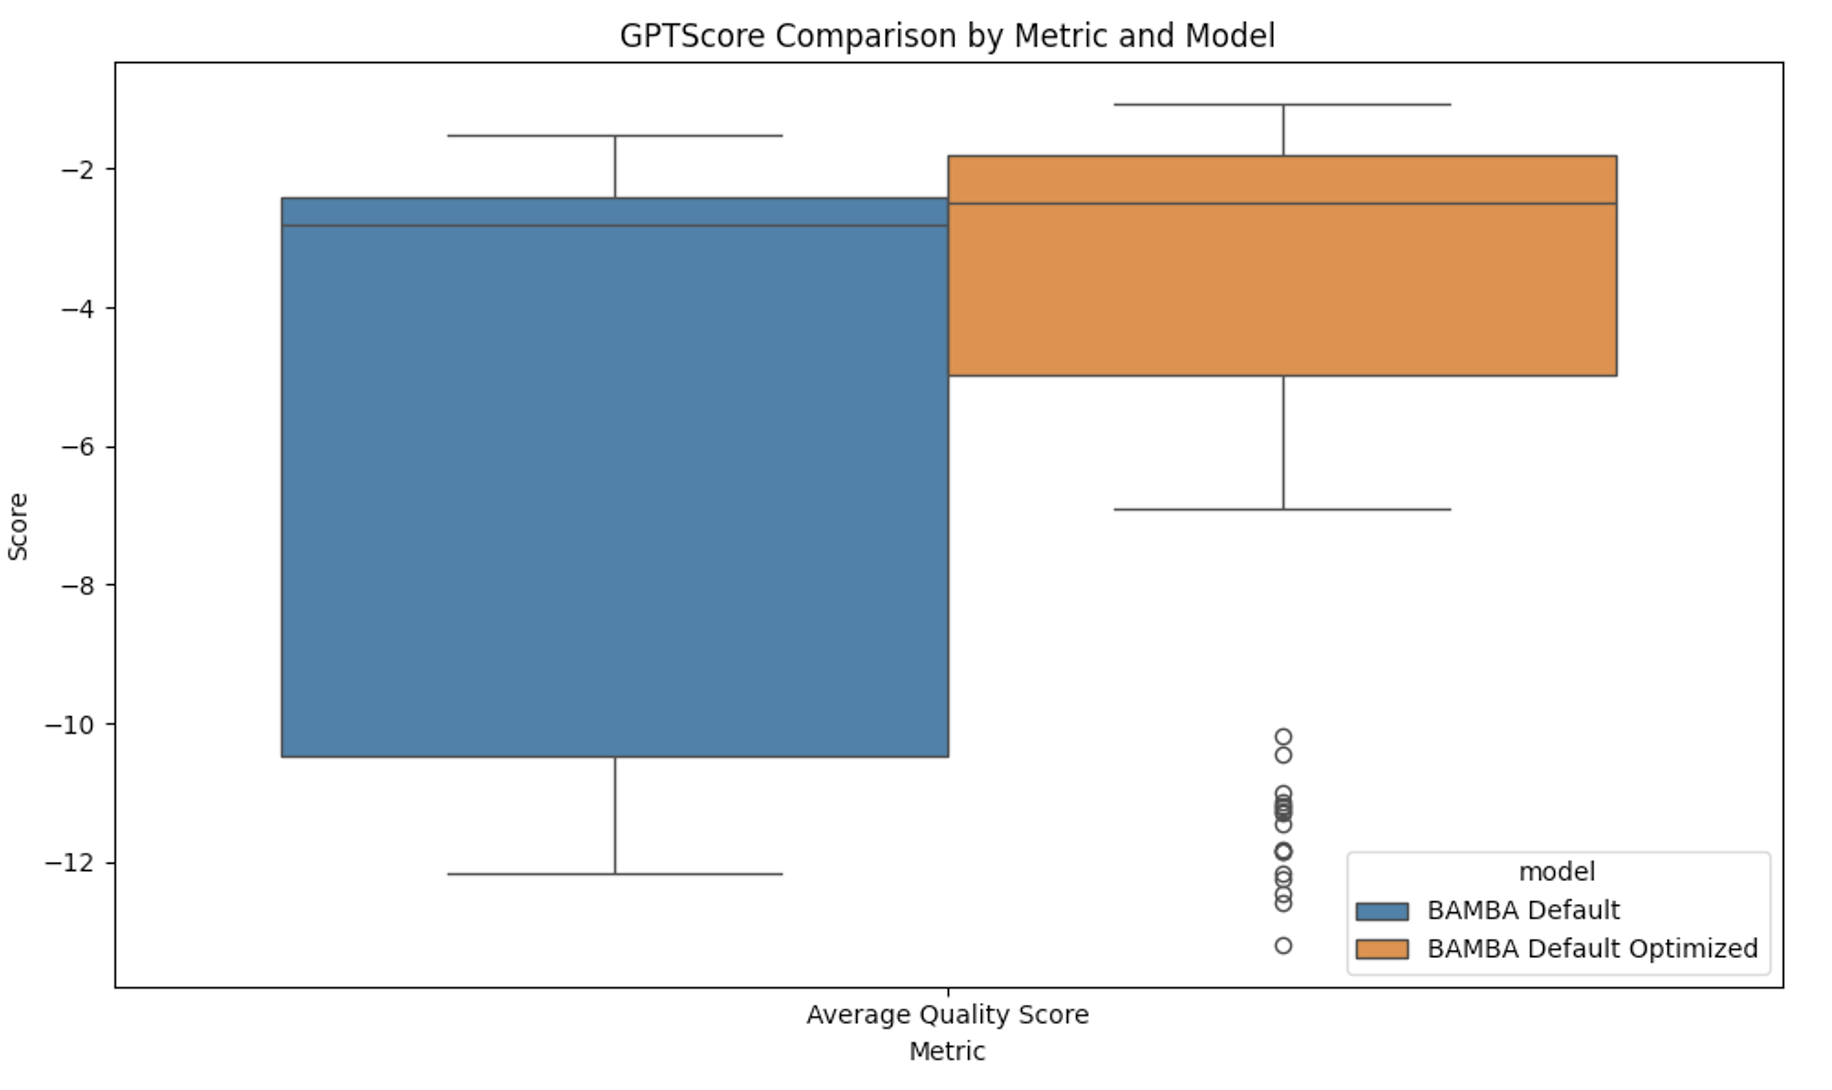 GPTScore Comparison by Metric and Model
Score
−2
−4
−6
−8
−10
−12
model
BAMBA Default
BAMBA Default Optimized
Average Quality Score
Metric